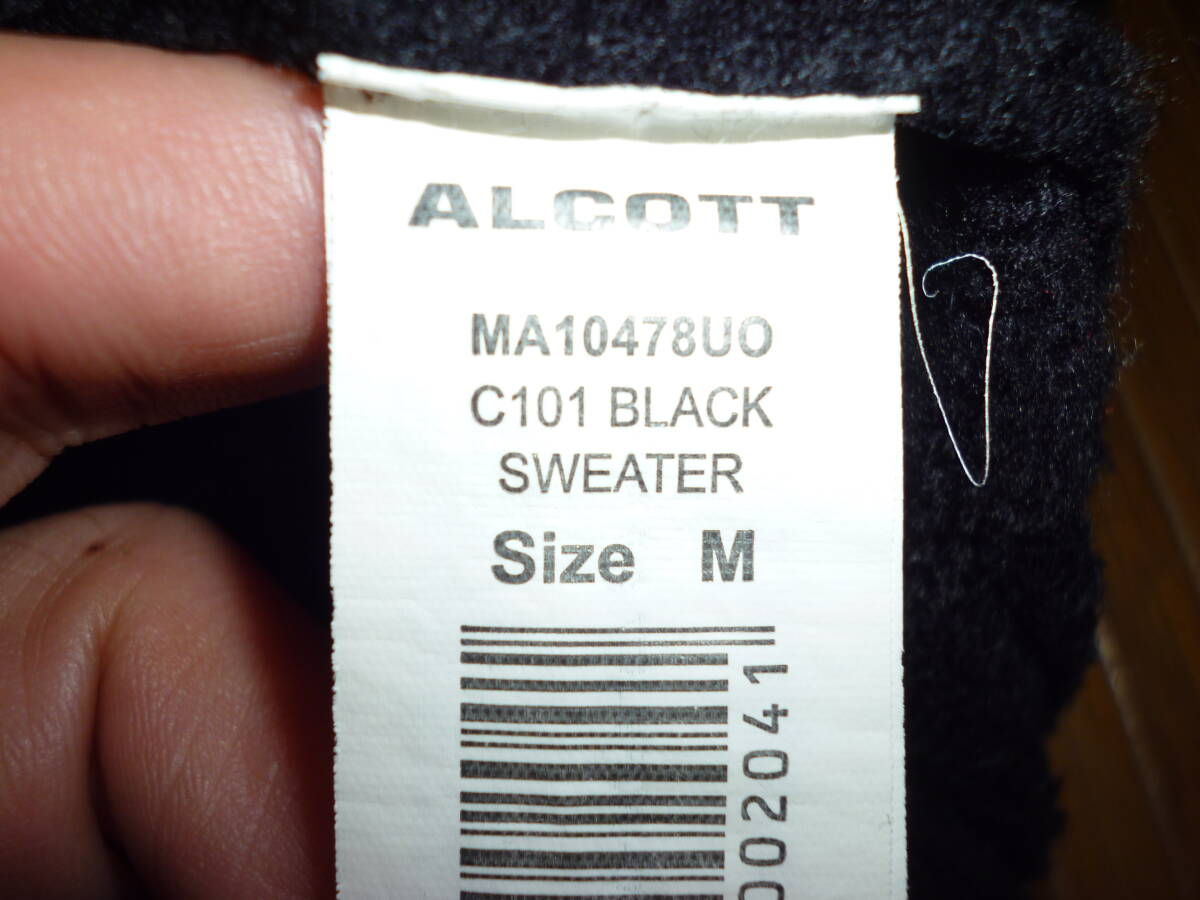 ALCOTT
MA10478UO
C101 BLACK
SWEATER
Size M
002041